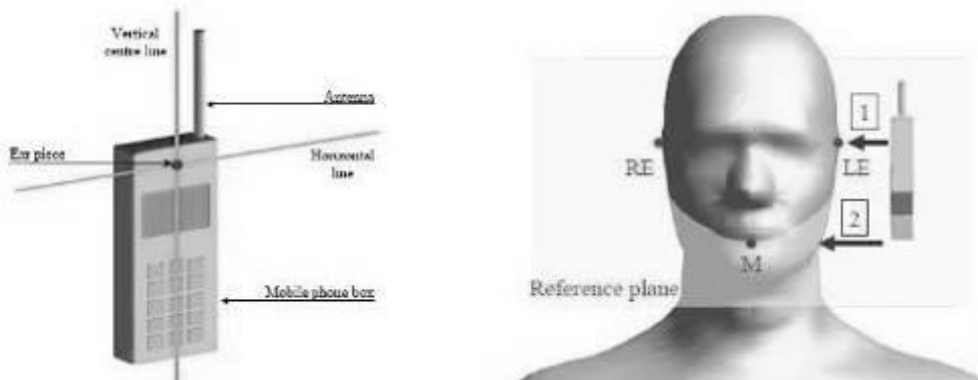 Vertical
centre line
Antenna
Ear piece
Horizontal
line
Mobile phone box
1
RE
LE
2
M
Reference plane